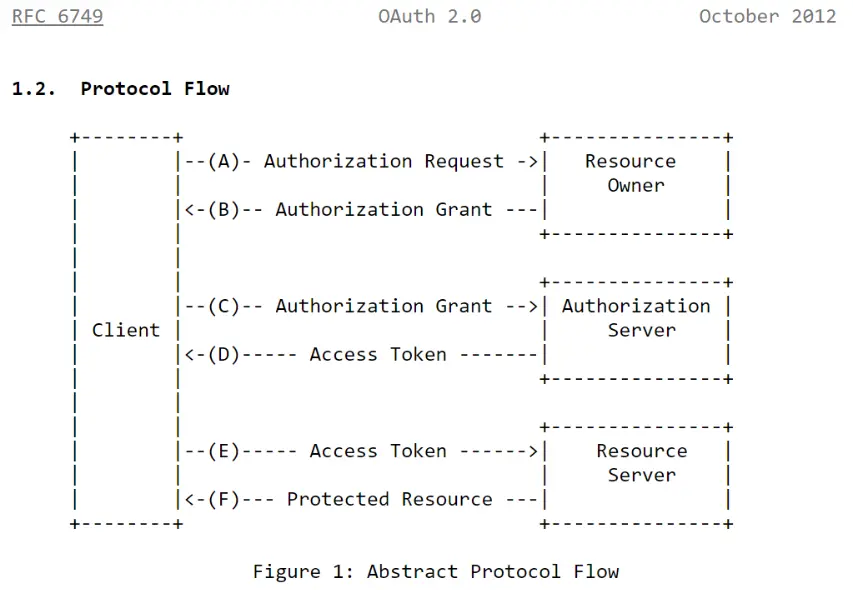 RFC 6749 OAuth 2.0 October 2012
1.2. Protocol Flow
+--------+                               +---------------+
|        |--(A)- Authorization Request ->|   Resource    |
|        |                               |     Owner     |
|        |<-(B)-- Authorization Grant ---|               |
|        |                               +---------------+
|        |
|        |                               +---------------+
|        |--(C)-- Authorization Grant -->| Authorization |
| Client |                               |     Server    |
|        |<-(D)----- Access Token -------|               |
|        |                               +---------------+
|        |
|        |                               +---------------+
|        |--(E)----- Access Token ------>|    Resource   |
|        |                               |     Server    |
|        |<-(F)--- Protected Resource ---|               |
+--------+                               +---------------+
Figure 1: Abstract Protocol Flow